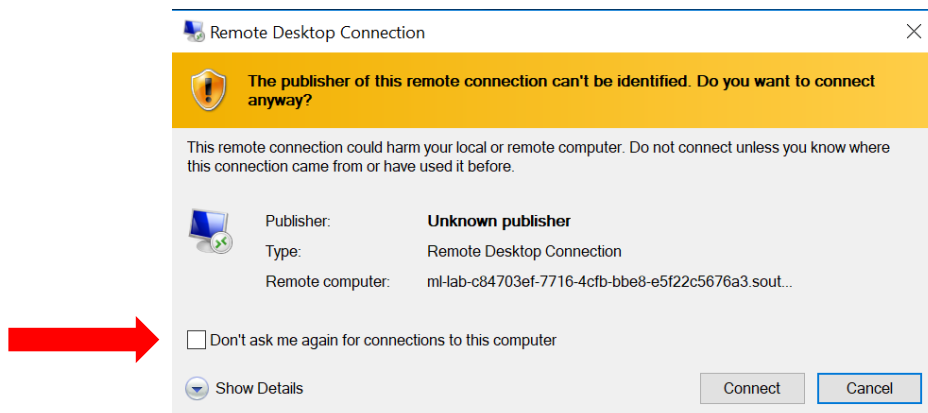 Remote Desktop Connection
The publisher of this remote connection can't be identified. Do you want to connect
anyway?
This remote connection could harm your local or remote computer. Do not connect unless you know where
this connection came from or have used it before.
Publisher: Unknown publisher
Type: Remote Desktop Connection
Remote computer: ml-lab-c84703ef-7716-4cfb-bbe8-e5f22c5676a3.sout...
Don't ask me again for connections to this computer
Show Details Connect Cancel